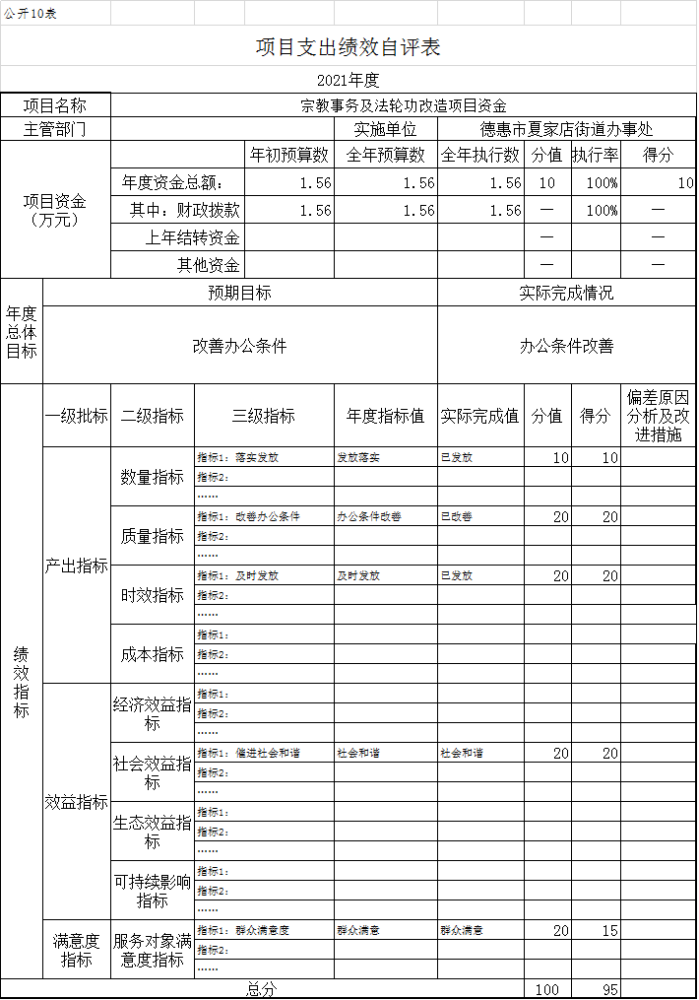 公开10表
项目支出绩效自评表
2021年度
项目名称 宗教事务及法轮功改造项目资金
主管部门 实施单位 德惠市夏家店街道办事处
项目资金（万元） 年初预算数 全年预算数 全年执行数 分值 执行率 得分
年度资金总额： 1.56 1.56 1.56 10 100% 10
其中：财政拨款 1.56 1.56 1.56 — 100% —
上年结转资金 — —
其他资金 — —
年度总体目标 预期目标 实际完成情况
改善办公条件 办公条件改善
绩效指标 一级批标 二级指标 三级指标 年度指标值 实际完成值 分值 得分 偏差原因分析及改进措施
产出指标 数量指标 指标1：落实发放 发放落实 已发放 10 10
指标2：
……
质量指标 指标1：改善办公条件 办公条件改善 已改善 20 20
指标2：
……
时效指标 指标1：及时发放 及时发放 已发放 20 20
指标2：
……
成本指标 指标1：
指标2：
……
效益指标 经济效益指标 指标1：
指标2：
……
社会效益指标 指标1：催进社会和谐 社会和谐 社会和谐 20 20
指标2：
……
生态效益指标 指标1：
指标2：
……
可持续影响指标 指标1：
指标2：
……
满意度指标 服务对象满意度指标 指标1：群众满意度 群众满意 群众满意 20 15
指标2：
……
总分 100 95